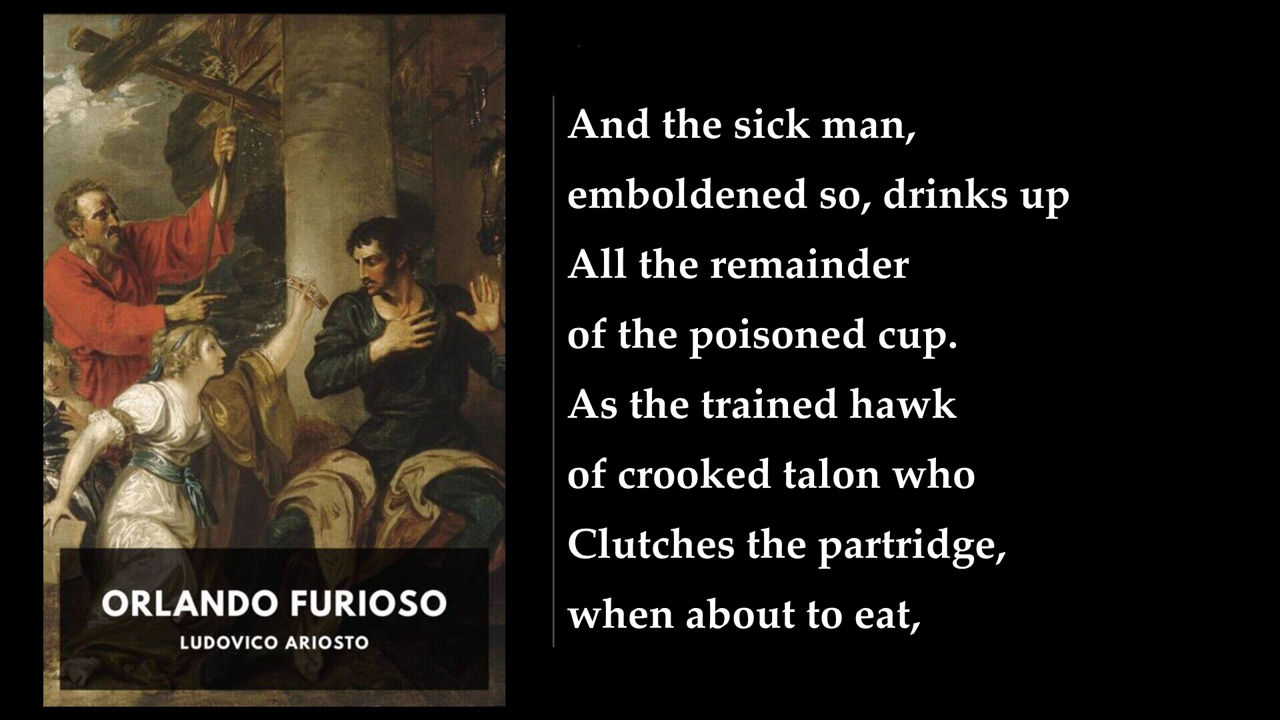 And the sick man,
emboldened so, drinks up
All the remainder
of the poisoned cup.
As the trained hawk
of crooked talon who
Clutches the partridge,
when about to eat,
ORLANDO FURIOSO
LUDOVICO ARIOSTO